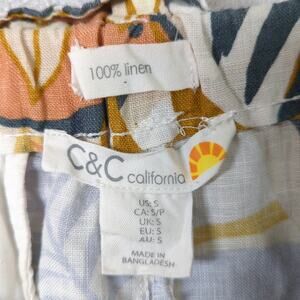 100% linen
C&C california
US: S
CA: S/P
UK: S
EU: S
AU: S
MADE IN
BANGLADESH